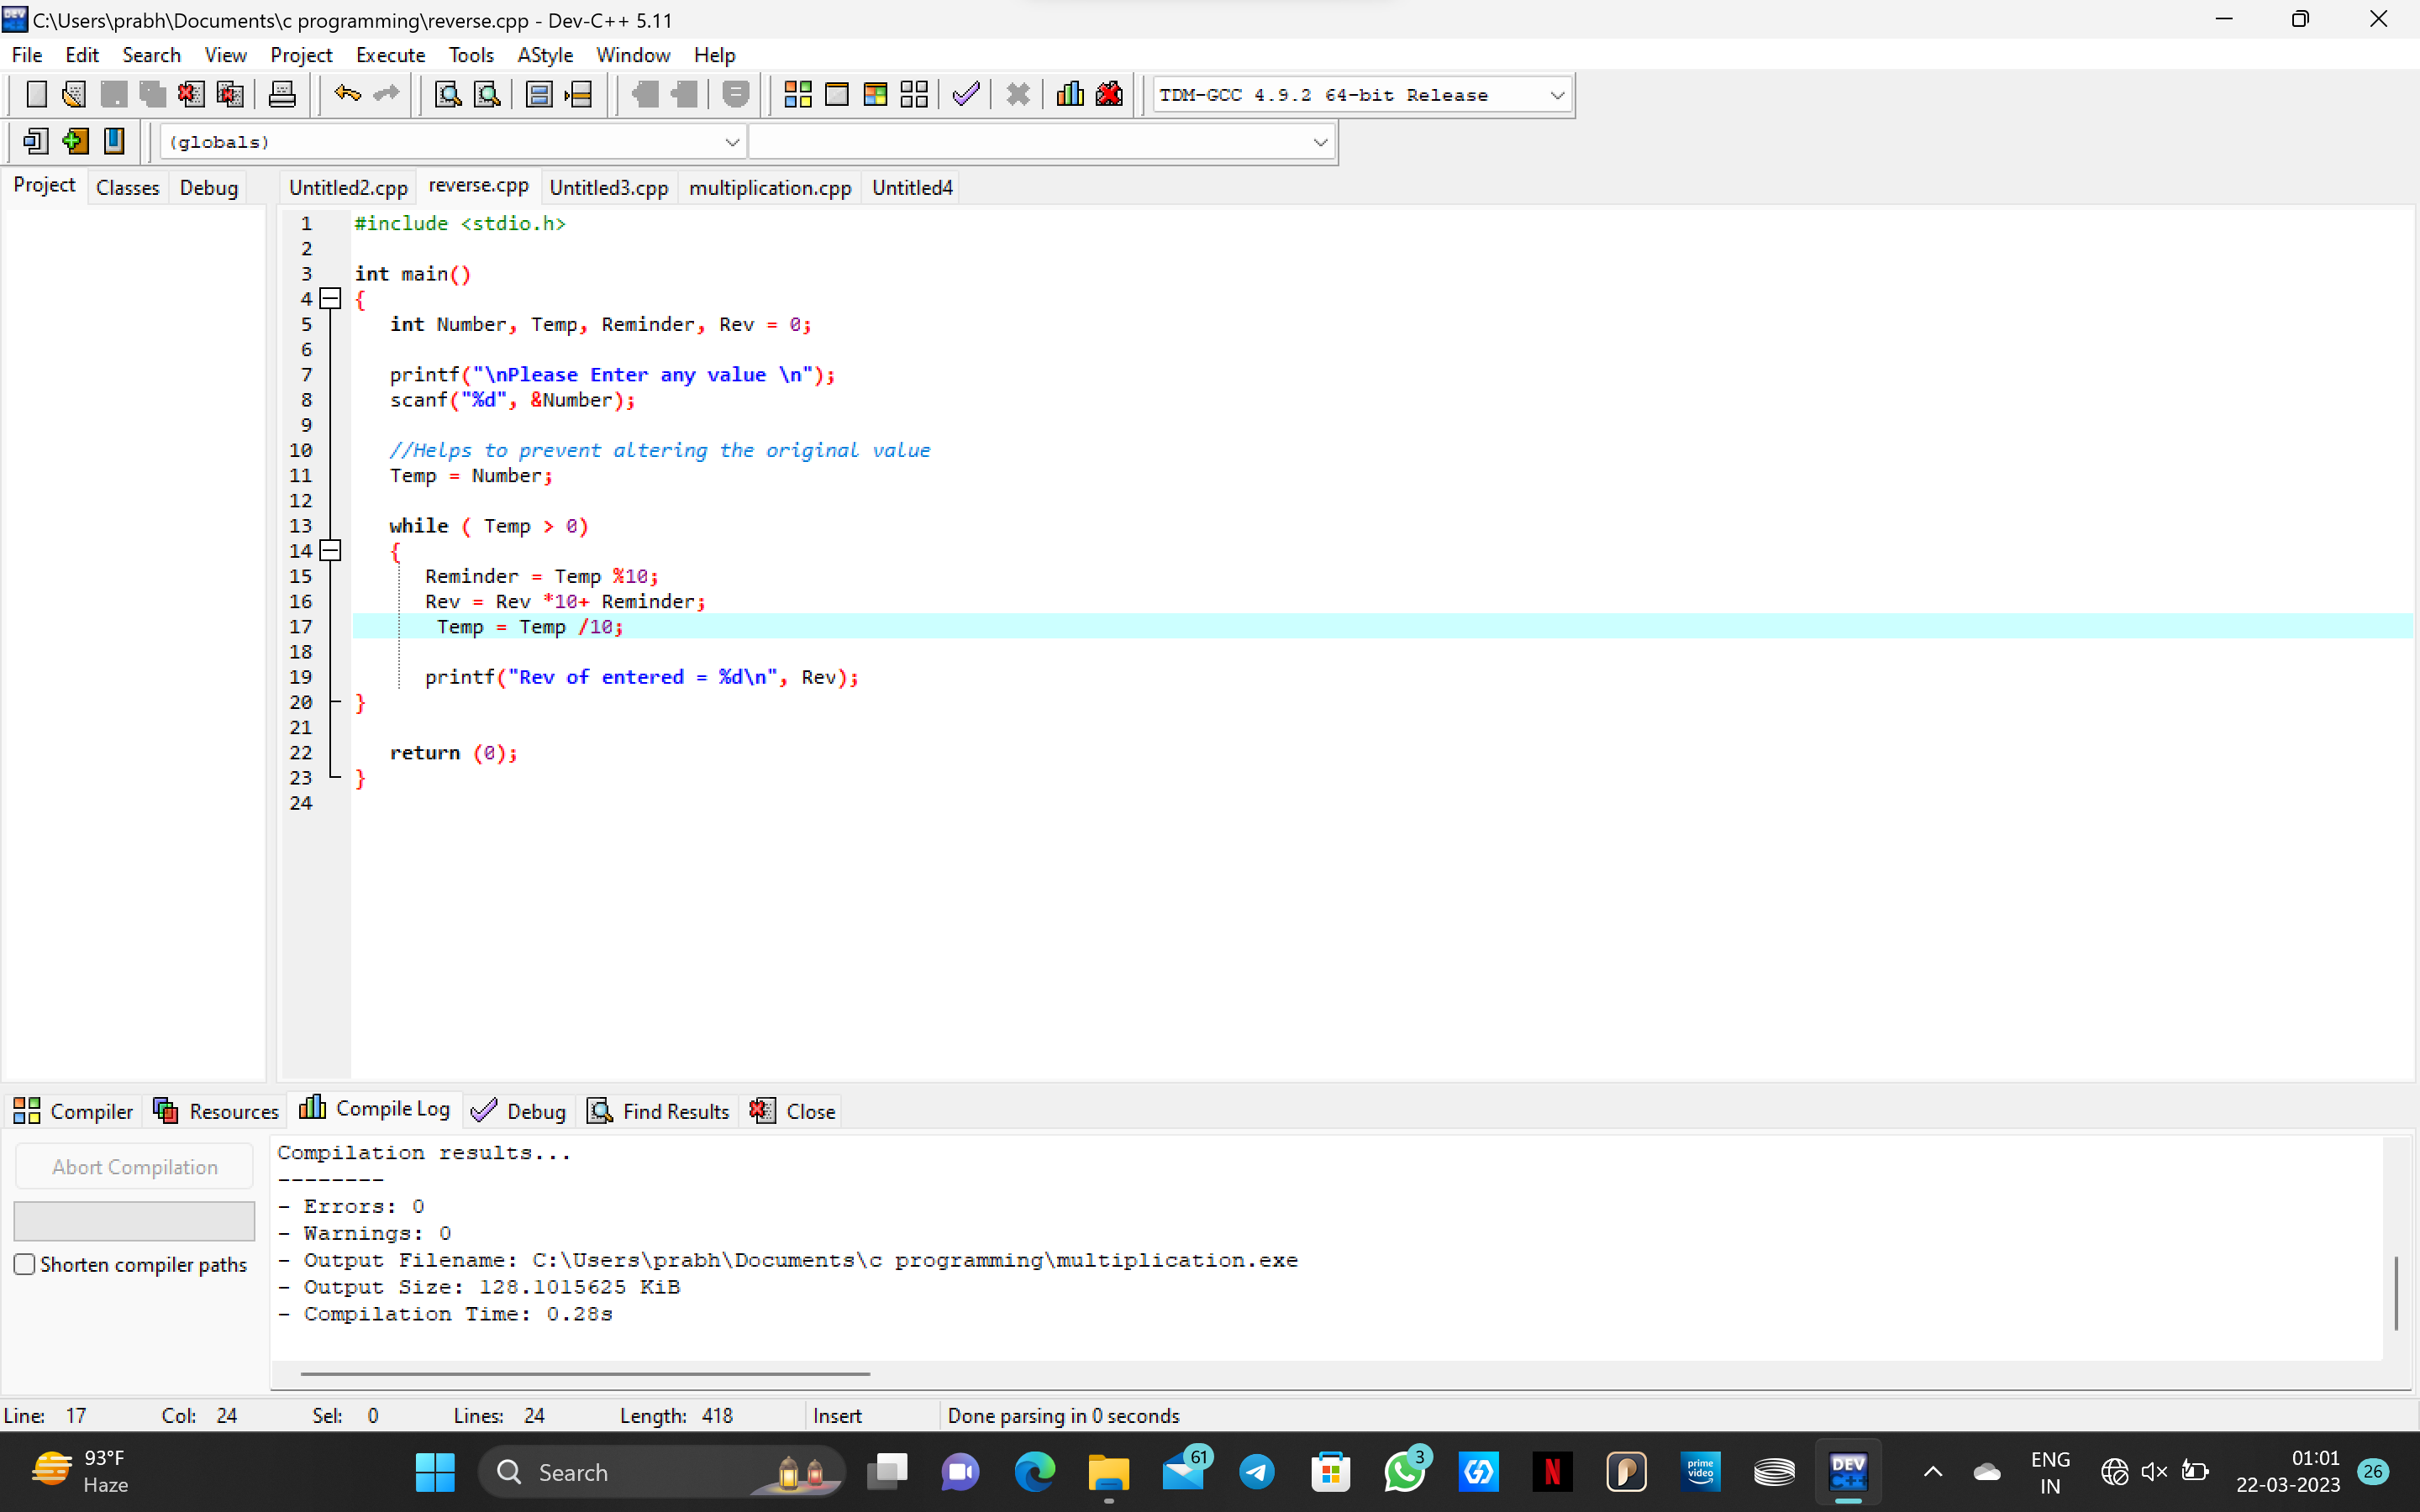 C:\Users\prabh\Documents\c programming\reverse.cpp - Dev-C++ 5.11
File Edit Search View Project Execute Tools AStyle Window Help
TDM-GCC 4.9.2 64-bit Release
(globals)
Project Classes Debug Untitled2.cpp reverse.cpp Untitled3.cpp multiplication.cpp Untitled4
1 #include <stdio.h>
2
3 int main()
4 {
5 int Number, Temp, Reminder, Rev = 0;
6
7 printf("\nPlease Enter any value \n");
8 scanf("%d", &Number);
9
10 //Helps to prevent altering the original value
11 Temp = Number;
12
13 while ( Temp > 0)
14 {
15 Reminder = Temp %10;
16 Rev = Rev *10+ Reminder;
17 Temp = Temp /10;
18
19 printf("Rev of entered = %d\n", Rev);
20 }
21
22 return (0);
23 }
24
Compiler Resources Compile Log Debug Find Results Close
Abort Compilation
Shorten compiler paths
Compilation results...
--------
- Errors: 0
- Warnings: 0
- Output Filename: C:\Users\prabh\Documents\c programming\multiplication.exe
- Output Size: 128.1015625 KiB
- Compilation Time: 0.28s
Line: 17 Col: 24 Sel: 0 Lines: 24 Length: 418 Insert Done parsing in 0 seconds
93°F
Haze
Search
61
3
N
prime video
DEV C++
ENG
IN
01:01
22-03-2023
26